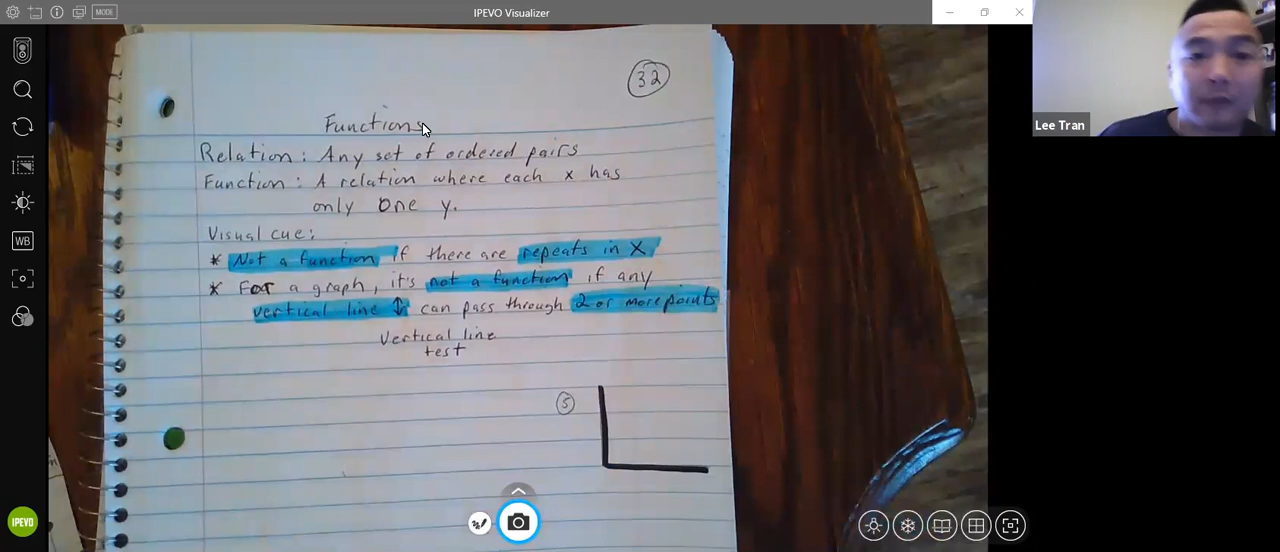 MODE
IPEVO Visualizer
Lee Tran
WB
IPEVO
32
Functions
Relation: Any set of ordered pairs
Function: A relation where each x has
only one y.
Visual cue:
* Not a function if there are repeats in X
* For a graph, it's not a function if any
vertical line ↕ can pass through 2 or more points
Vertical line
test
5